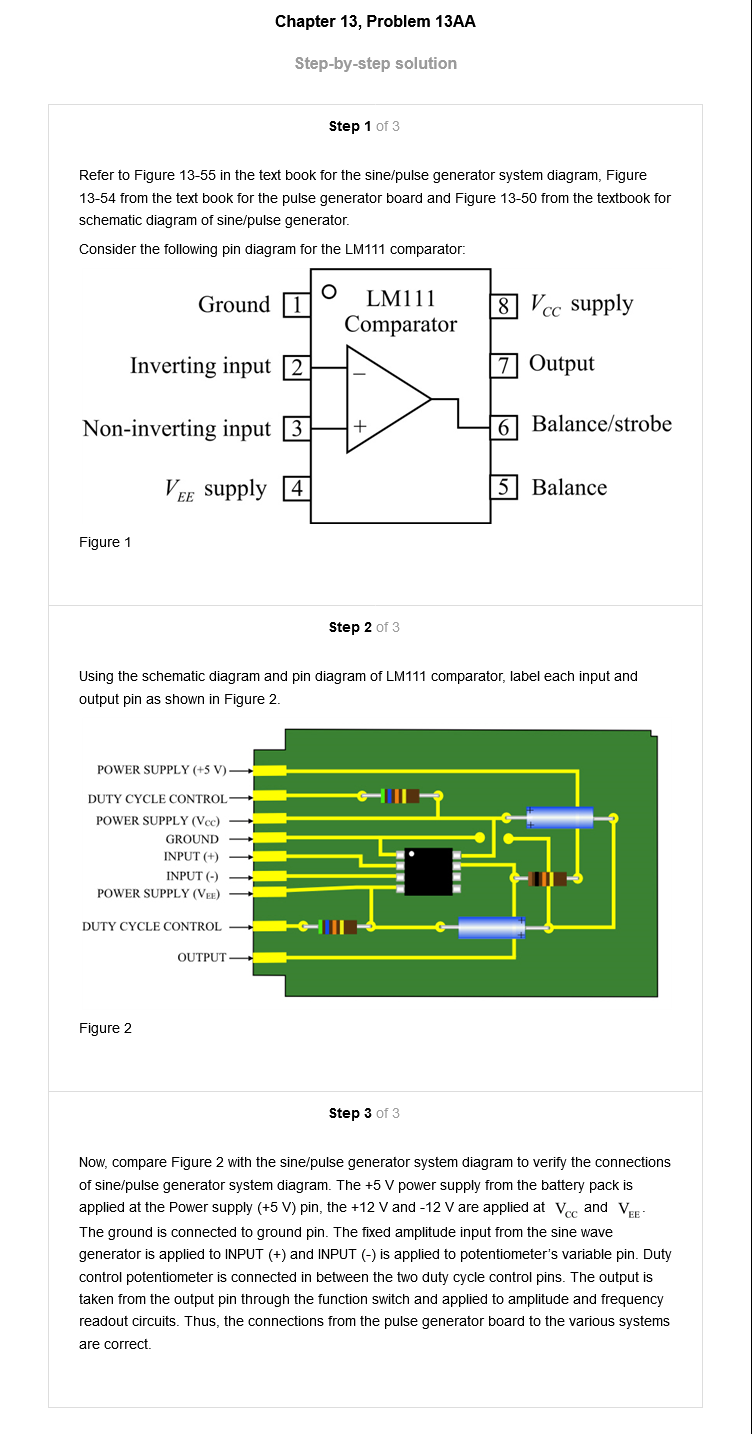 Chapter 13, Problem 13AA
Step-by-step solution
Step 1 of 3
Refer to Figure 13-55 in the text book for the sine/pulse generator system diagram, Figure
13-54 from the text book for the pulse generator board and Figure 13-50 from the textbook for
schematic diagram of sine/pulse generator.
Consider the following pin diagram for the LM111 comparator:
Ground 1 LM111 8 VCC supply
Comparator
Inverting input 2 − 7 Output
Non-inverting input 3 + 6 Balance/strobe
VEE supply 4 5 Balance
Figure 1
Step 2 of 3
Using the schematic diagram and pin diagram of LM111 comparator, label each input and
output pin as shown in Figure 2.
POWER SUPPLY (+5 V)
DUTY CYCLE CONTROL
POWER SUPPLY (VCC)
GROUND
INPUT (+)
INPUT (-)
POWER SUPPLY (VEE)
DUTY CYCLE CONTROL
OUTPUT
Figure 2
Step 3 of 3
Now, compare Figure 2 with the sine/pulse generator system diagram to verify the connections
of sine/pulse generator system diagram. The +5 V power supply from the battery pack is
applied at the Power supply (+5 V) pin, the +12 V and -12 V are applied at VCC and VEE.
The ground is connected to ground pin. The fixed amplitude input from the sine wave
generator is applied to INPUT (+) and INPUT (-) is applied to potentiometer's variable pin. Duty
control potentiometer is connected in between the two duty cycle control pins. The output is
taken from the output pin through the function switch and applied to amplitude and frequency
readout circuits. Thus, the connections from the pulse generator board to the various systems
are correct.